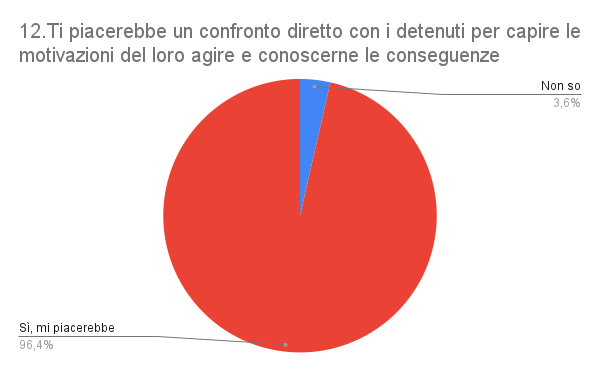 12.Ti piacerebbe un confronto diretto con i detenuti per capire le
motivazioni del loro agire e conoscerne le conseguenze
Non so
3,6%
Sì, mi piacerebbe
96,4%